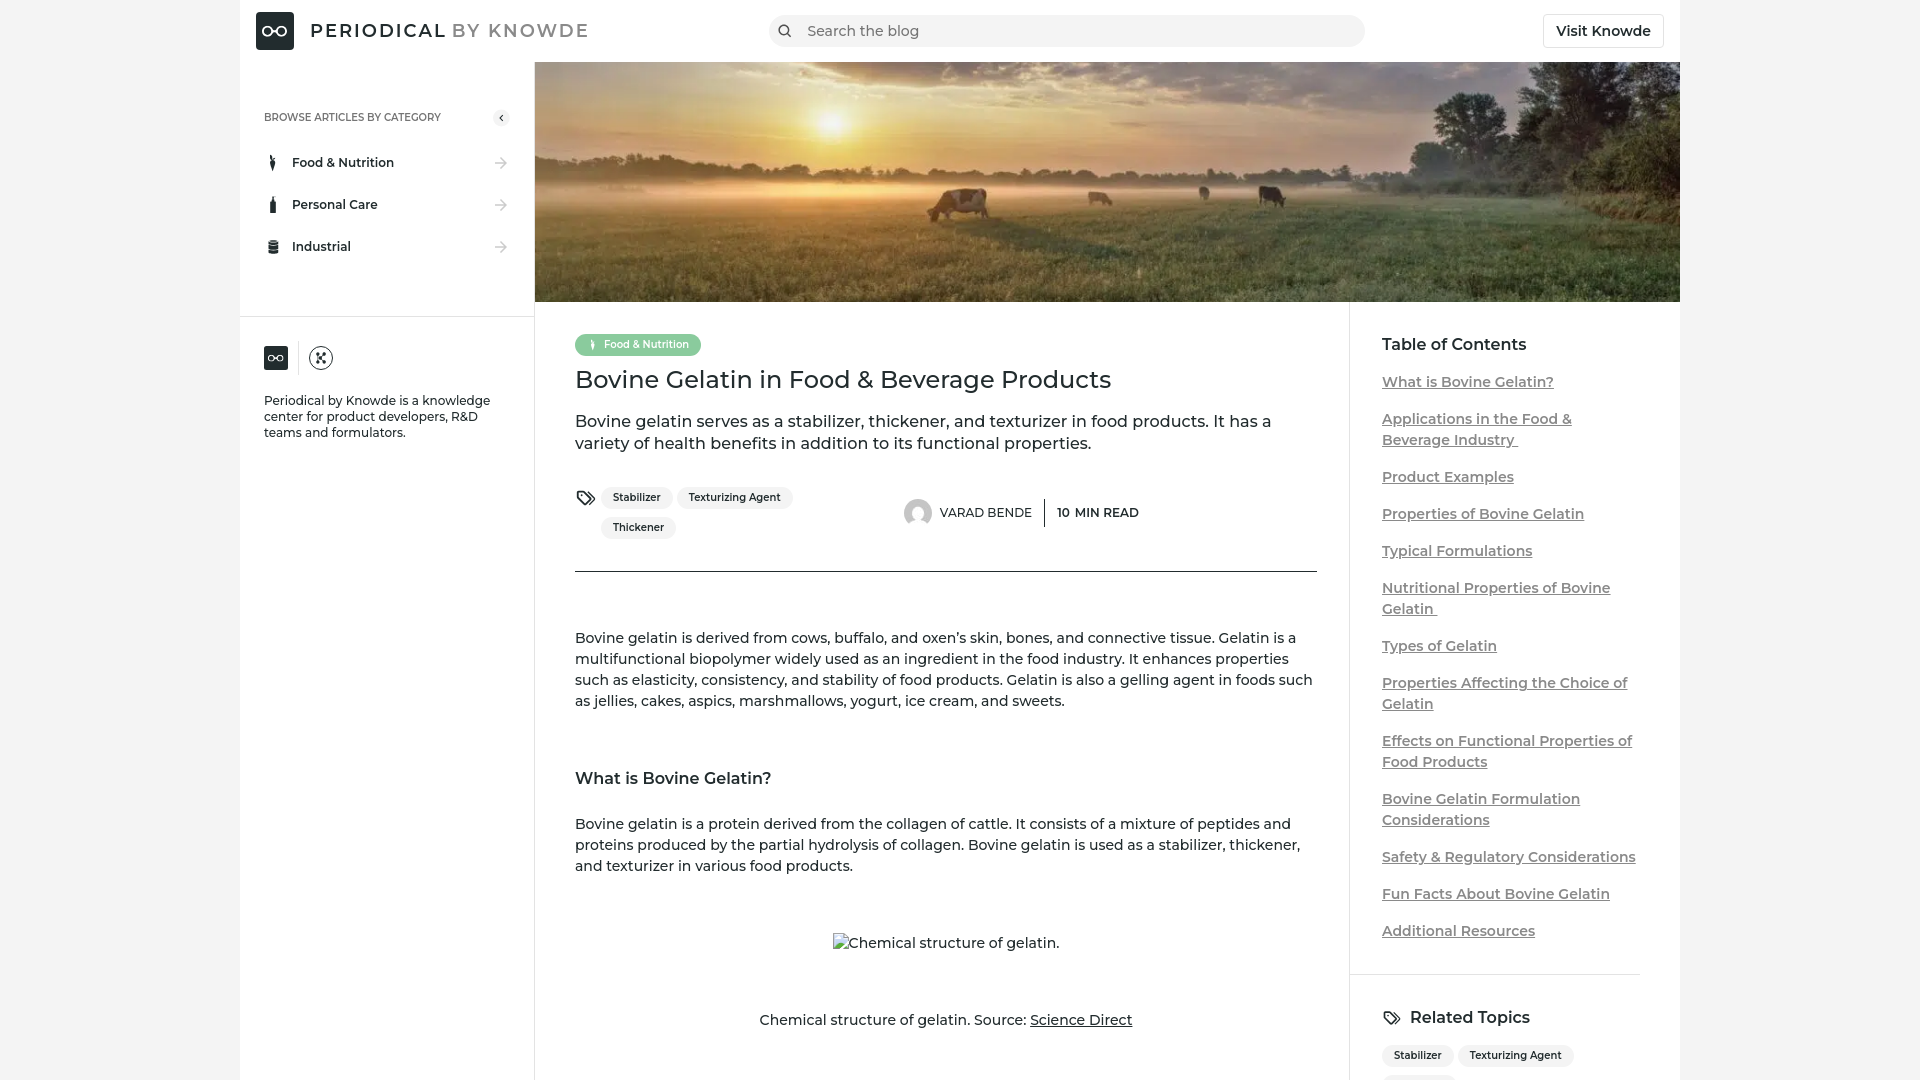 PERIODICAL BY KNOWDE
Search the blog
Visit Knowde
BROWSE ARTICLES BY CATEGORY
Food & Nutrition
Personal Care
Industrial
Periodical by Knowde is a knowledge
center for product developers, R&D
teams and formulators.
Food & Nutrition
Bovine Gelatin in Food & Beverage Products
Bovine gelatin serves as a stabilizer, thickener, and texturizer in food products. It has a
variety of health benefits in addition to its functional properties.
Stabilizer
Texturizing Agent
Thickener
VARAD BENDE
10 MIN READ
Bovine gelatin is derived from cows, buffalo, and oxen’s skin, bones, and connective tissue. Gelatin is a
multifunctional biopolymer widely used as an ingredient in the food industry. It enhances properties
such as elasticity, consistency, and stability of food products. Gelatin is also a gelling agent in foods such
as jellies, cakes, aspics, marshmallows, yogurt, ice cream, and sweets.
What is Bovine Gelatin?
Bovine gelatin is a protein derived from the collagen of cattle. It consists of a mixture of peptides and
proteins produced by the partial hydrolysis of collagen. Bovine gelatin is used as a stabilizer, thickener,
and texturizer in various food products.
Chemical structure of gelatin.
Chemical structure of gelatin. Source: Science Direct
Table of Contents
What is Bovine Gelatin?
Applications in the Food &
Beverage Industry
Product Examples
Properties of Bovine Gelatin
Typical Formulations
Nutritional Properties of Bovine
Gelatin
Types of Gelatin
Properties Affecting the Choice of
Gelatin
Effects on Functional Properties of
Food Products
Bovine Gelatin Formulation
Considerations
Safety & Regulatory Considerations
Fun Facts About Bovine Gelatin
Additional Resources
Related Topics
Stabilizer
Texturizing Agent